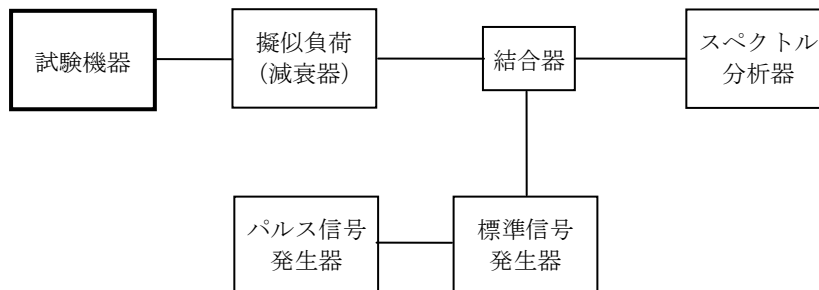 試験機器
擬似負荷
（減衰器）
結合器
スペクトル
分析器
パルス信号
発生器
標準信号
発生器